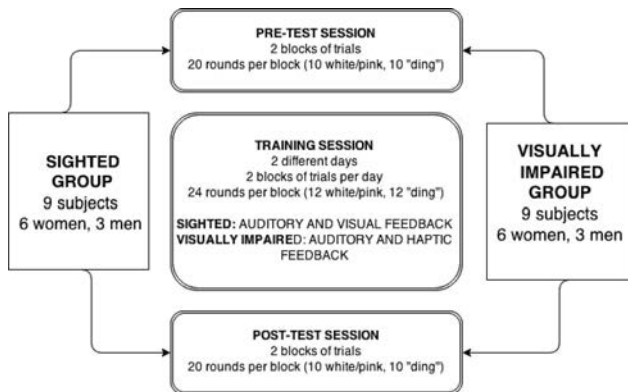 PRE-TEST SESSION
2 blocks of trials
20 rounds per block (10 white/pink, 10 "ding")
SIGHTED
GROUP
9 subjects
6 women, 3 men
TRAINING SESSION
2 different days
2 blocks of trials per day
24 rounds per block (12 white/pink, 12 "ding")
SIGHTED: AUDITORY AND VISUAL FEEDBACK
VISUALLY IMPAIRED: AUDITORY AND HAPTIC
FEEDBACK
VISUALLY
IMPAIRED
GROUP
9 subjects
6 women, 3 men
POST-TEST SESSION
2 blocks of trials
20 rounds per block (10 white/pink, 10 "ding")